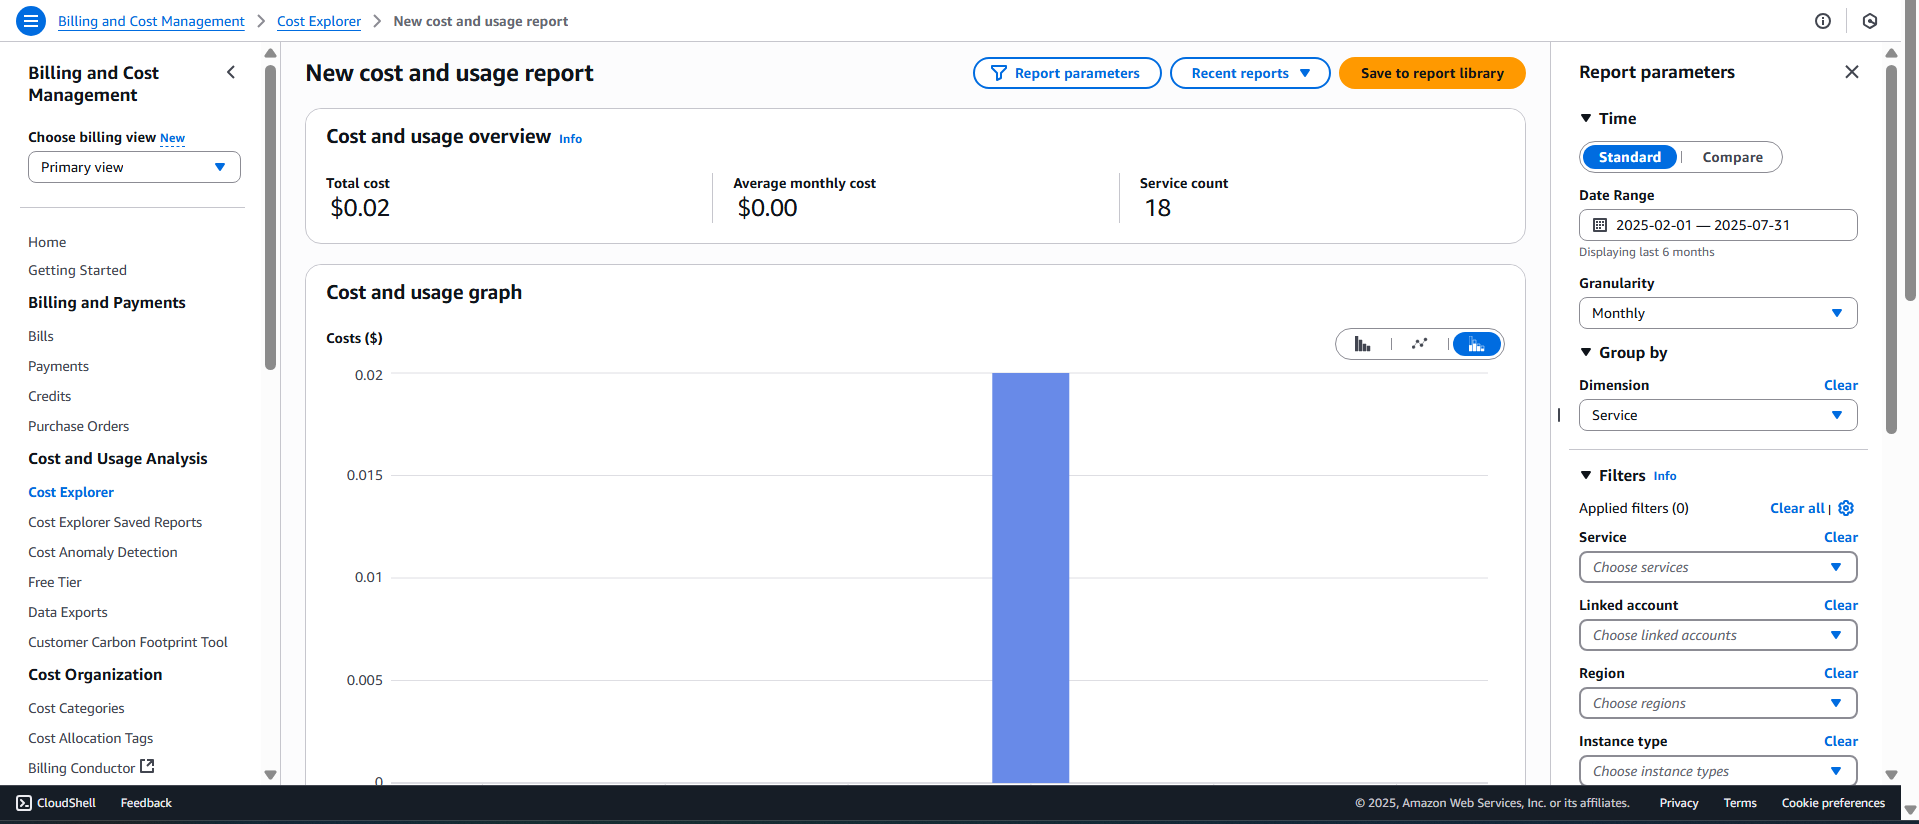 Billing and Cost Management > Cost Explorer > New cost and usage report
Billing and Cost
Management
Choose billing view New
Primary view
Home
Getting Started
Billing and Payments
Bills
Payments
Credits
Purchase Orders
Cost and Usage Analysis
Cost Explorer
Cost Explorer Saved Reports
Cost Anomaly Detection
Free Tier
Data Exports
Customer Carbon Footprint Tool
Cost Organization
Cost Categories
Cost Allocation Tags
Billing Conductor
New cost and usage report
Report parameters
Recent reports
Save to report library
Cost and usage overview Info
Total cost
$0.02
Average monthly cost
$0.00
Service count
18
Cost and usage graph
Costs ($)
0.02
0.015
0.01
0.005
0
Report parameters
Time
Standard | Compare
Date Range
2025-02-01 — 2025-07-31
Displaying last 6 months
Granularity
Monthly
Group by
Dimension Clear
Service
Filters Info
Applied filters (0) Clear all |
Service Clear
Choose services
Linked account Clear
Choose linked accounts
Region Clear
Choose regions
Instance type Clear
Choose instance types
CloudShell Feedback © 2025, Amazon Web Services, Inc. or its affiliates. Privacy Terms Cookie preferences